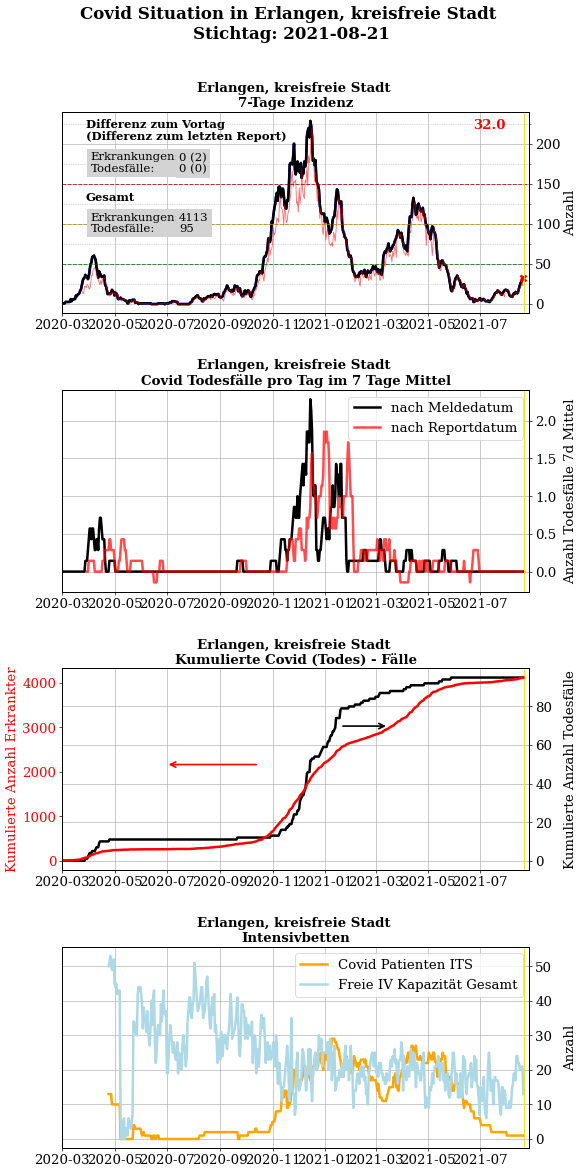 Covid Situation in Erlangen, kreisfreie Stadt
Stichtag: 2021-08-21
Erlangen, kreisfreie Stadt
7-Tage Inzidenz
Differenz zum Vortag
(Differenz zum letzten Report)
Erkrankungen 0 (2)
Todesfälle: 0 (0)
Gesamt
Erkrankungen 4113
Todesfälle: 95
32.0
200
150
100
50
0
Anzahl
2020-03 2020-05 2020-07 2020-09 2020-11 2021-01 2021-03 2021-05 2021-07
Erlangen, kreisfreie Stadt
Covid Todesfälle pro Tag im 7 Tage Mittel
nach Meldedatum
nach Reportdatum
2.0
1.5
1.0
0.5
0.0
Anzahl Todesfälle 7d Mittel
2020-03 2020-05 2020-07 2020-09 2020-11 2021-01 2021-03 2021-05 2021-07
Erlangen, kreisfreie Stadt
Kumulierte Covid (Todes) - Fälle
Kumulierte Anzahl Erkrankter
4000
3000
2000
1000
0
80
60
40
20
0
Kumulierte Anzahl Todesfälle
2020-03 2020-05 2020-07 2020-09 2020-11 2021-01 2021-03 2021-05 2021-07
Erlangen, kreisfreie Stadt
Intensivbetten
Covid Patienten ITS
Freie IV Kapazität Gesamt
50
40
30
20
10
0
Anzahl
2020-03 2020-05 2020-07 2020-09 2020-11 2021-01 2021-03 2021-05 2021-07